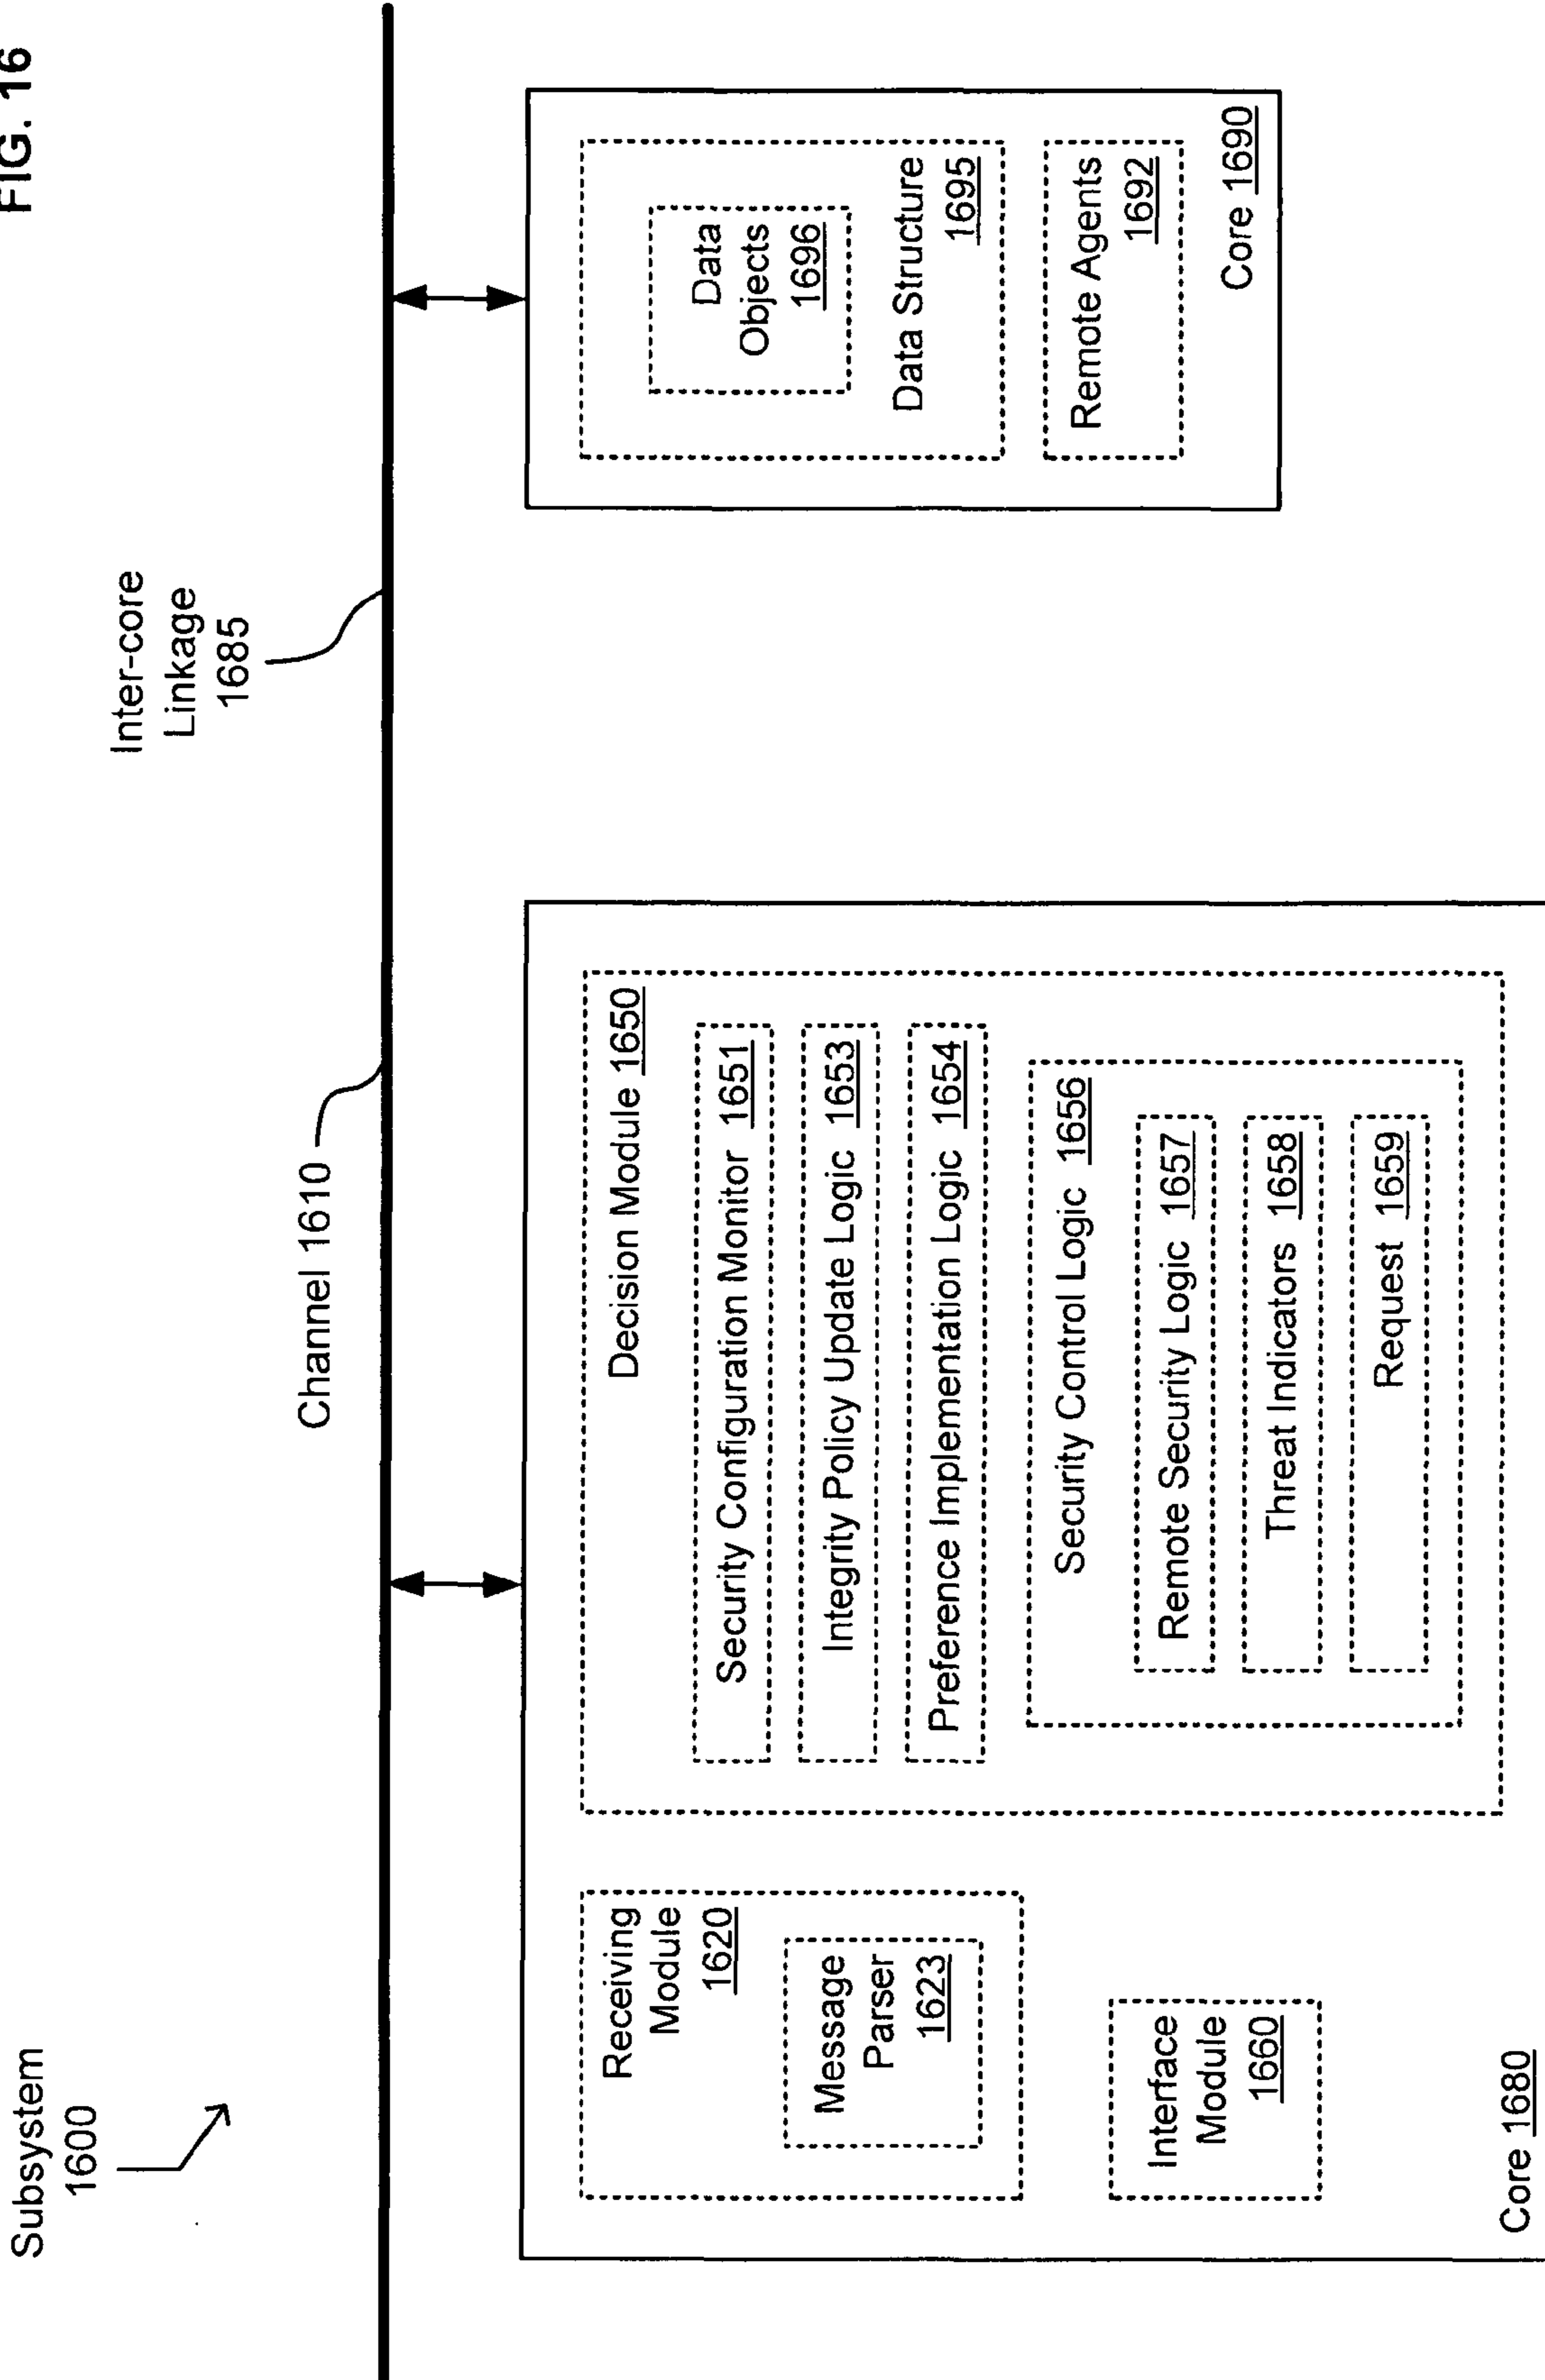 FIG. 16
Subsystem
1600
Inter-core
Linkage
1685
Channel 1610
Receiving
Module
1620
Message
Parser
1623
Interface
Module
1660
Core 1680
Decision Module 1650
Security Configuration Monitor 1651
Integrity Policy Update Logic 1653
Preference Implementation Logic 1654
Security Control Logic 1656
Remote Security Logic 1657
Threat Indicators 1658
Request 1659
Data
Objects
1696
Data Structure
1695
Remote Agents
1692
Core 1690